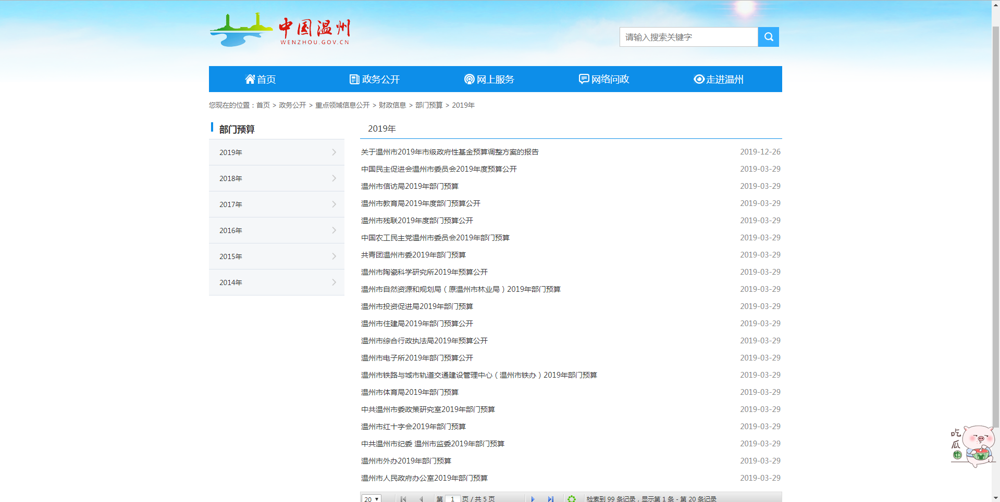 中国温州
WENZHOU.GOV.CN
请输入搜索关键字
首页 政务公开 网上服务 网络问政 走进温州
您现在的位置：首页 > 政务公开 > 重点领域信息公开 > 财政信息 > 部门预算 > 2019年
部门预算
2019年
2018年
2017年
2016年
2015年
2014年
2019年
关于温州市2019年市级政府性基金预算调整方案的报告 2019-12-26
中国民主促进会温州市委员会2019年度预算公开 2019-03-29
温州市信访局2019年部门预算 2019-03-29
温州市教育局2019年度部门预算公开 2019-03-29
温州市残联2019年度部门预算公开 2019-03-29
中国农工民主党温州市委员会2019年部门预算 2019-03-29
共青团温州市委2019年部门预算 2019-03-29
温州市陶瓷科学研究所2019年预算公开 2019-03-29
温州市自然资源和规划局（原温州市林业局）2019年部门预算 2019-03-29
温州市投资促进局2019年部门预算 2019-03-29
温州市住建局2019年部门预算公开 2019-03-29
温州市综合行政执法局2019年预算公开 2019-03-29
温州市电子所2019年部门预算公开 2019-03-29
温州市铁路与城市轨道交通建设管理中心（温州市铁办）2019年部门预算 2019-03-29
温州市体育局2019年部门预算 2019-03-29
中共温州市委政策研究室2019年部门预算 2019-03-29
温州市红十字会2019年部门预算 2019-03-29
中共温州市纪委 温州市监委2019年部门预算 2019-03-29
温州市外办2019年部门预算 2019-03-29
温州市人民政府办公室2019年部门预算 2019-03-29
20 第 1 页 / 共 5 页 检索到 99 条记录，显示第 1 条 - 第 20 条记录
吃瓜中